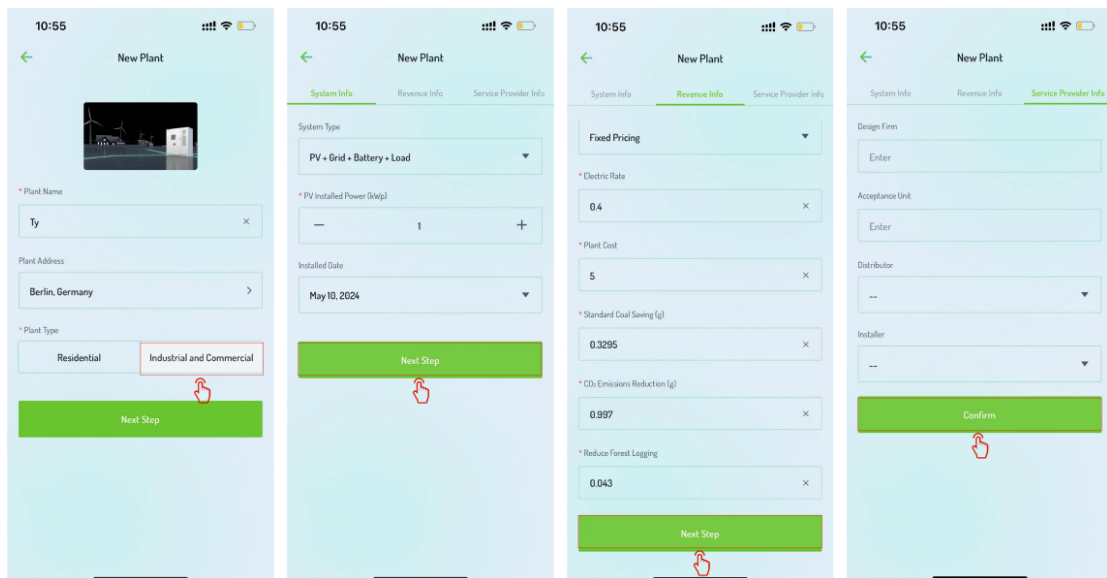 10:55
New Plant
* Plant Name
Ty
Plant Address
Berlin, Germany
* Plant Type
Residential
Industrial and Commercial
Next Step
10:55
New Plant
System Info
Revenue Info
Service Provider Info
System Type
PV + Grid + Battery + Load
* PV Installed Power (kWp)
1
Installed Date
May 10, 2024
Next Step
10:55
New Plant
System Info
Revenue Info
Service Provider Info
Fixed Pricing
* Electric Rate
0.4
* Plant Cost
5
* Standard Coal Saving (g)
0.3295
* CO₂ Emissions Reduction (g)
0.997
* Reduce Forest Logging
0.043
Next Step
10:55
New Plant
System Info
Revenue Info
Service Provider Info
Design Firm
Enter
Acceptance Unit
Enter
Distributor
--
Installer
--
Confirm